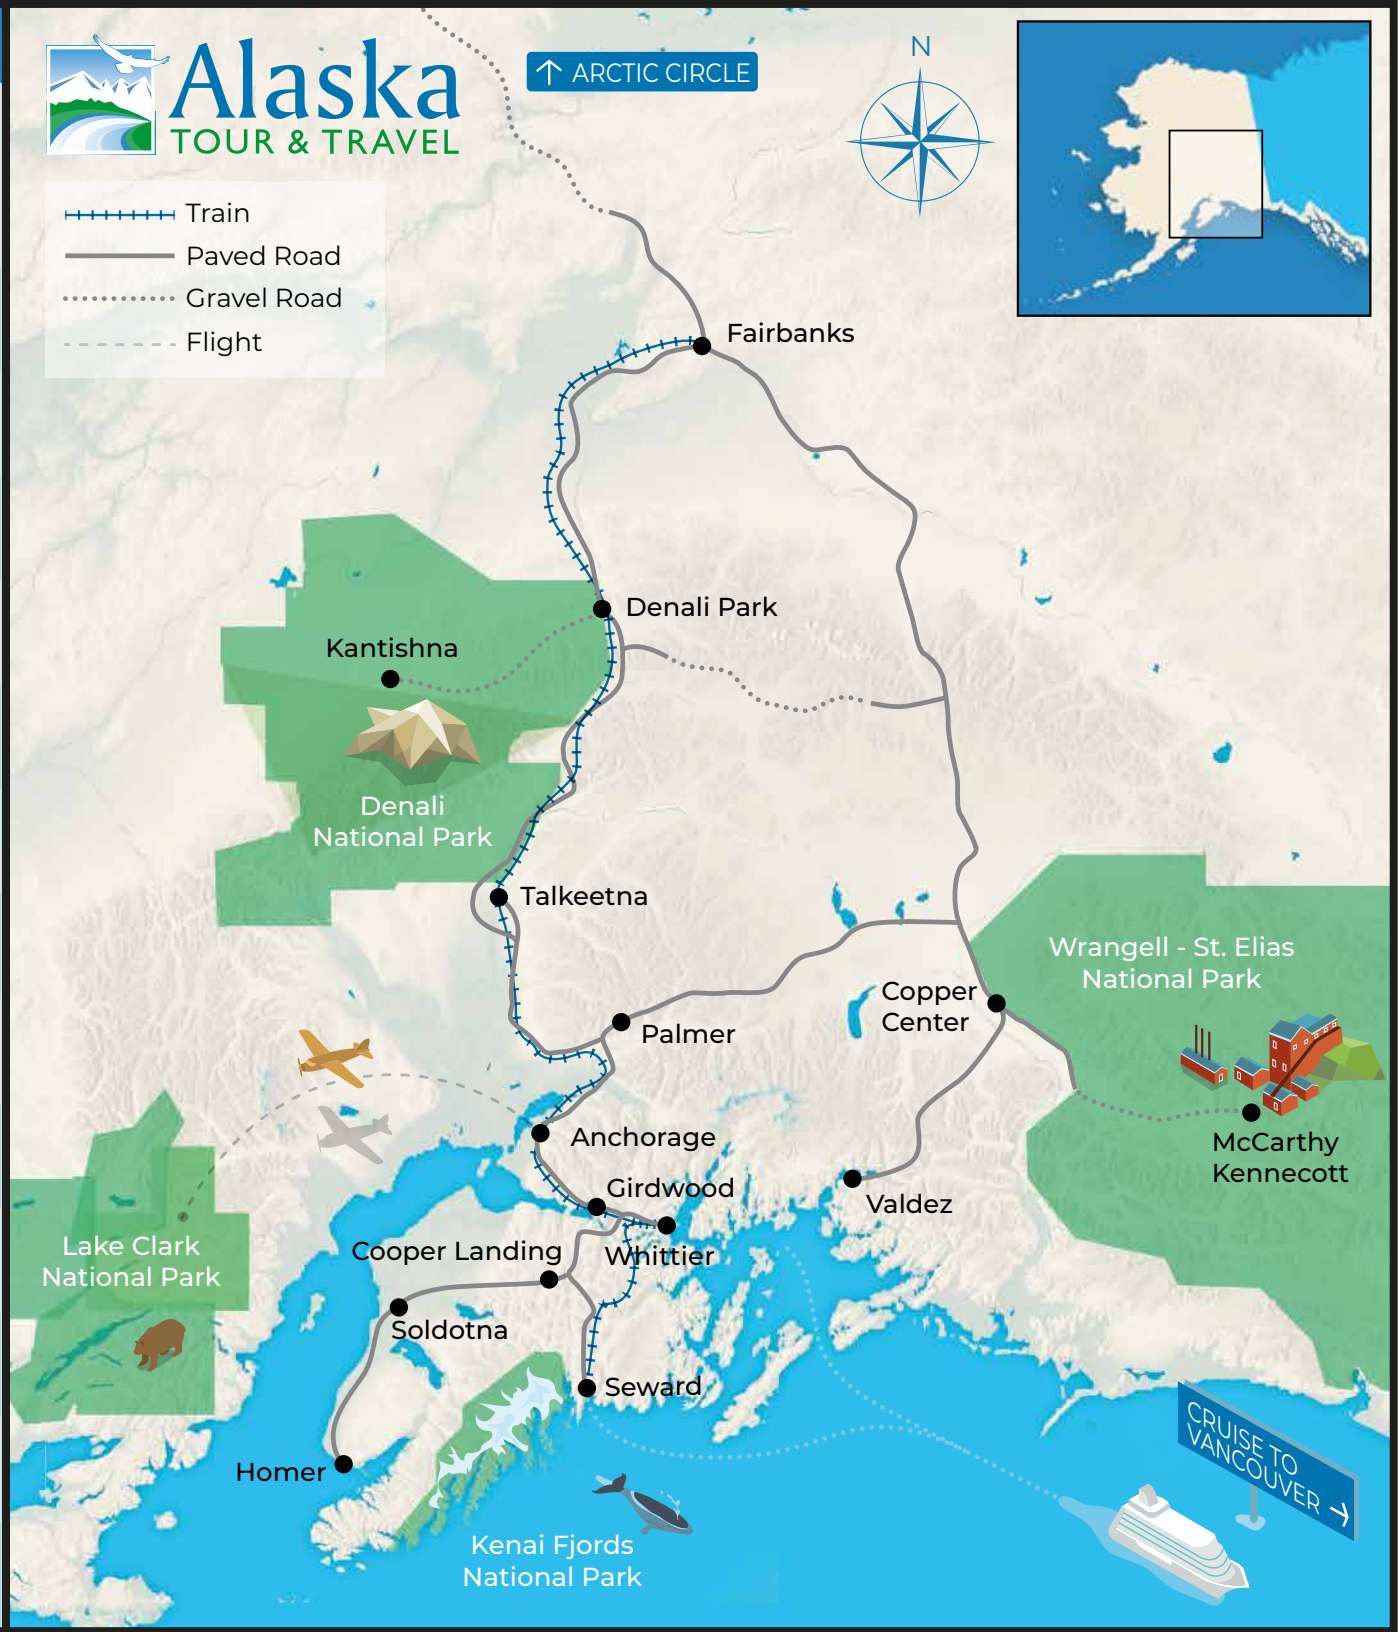 Alaska
TOUR & TRAVEL
↑ ARCTIC CIRCLE
N
Train
Paved Road
Gravel Road
Flight
Fairbanks
Denali Park
Kantishna
Denali
National Park
Talkeetna
Wrangell - St. Elias
National Park
Copper
Center
Palmer
McCarthy
Kennecott
Anchorage
Girdwood
Valdez
Whittier
Cooper Landing
Lake Clark
National Park
Soldotna
Seward
Homer
CRUISE TO
VANCOUVER →
Kenai Fjords
National Park